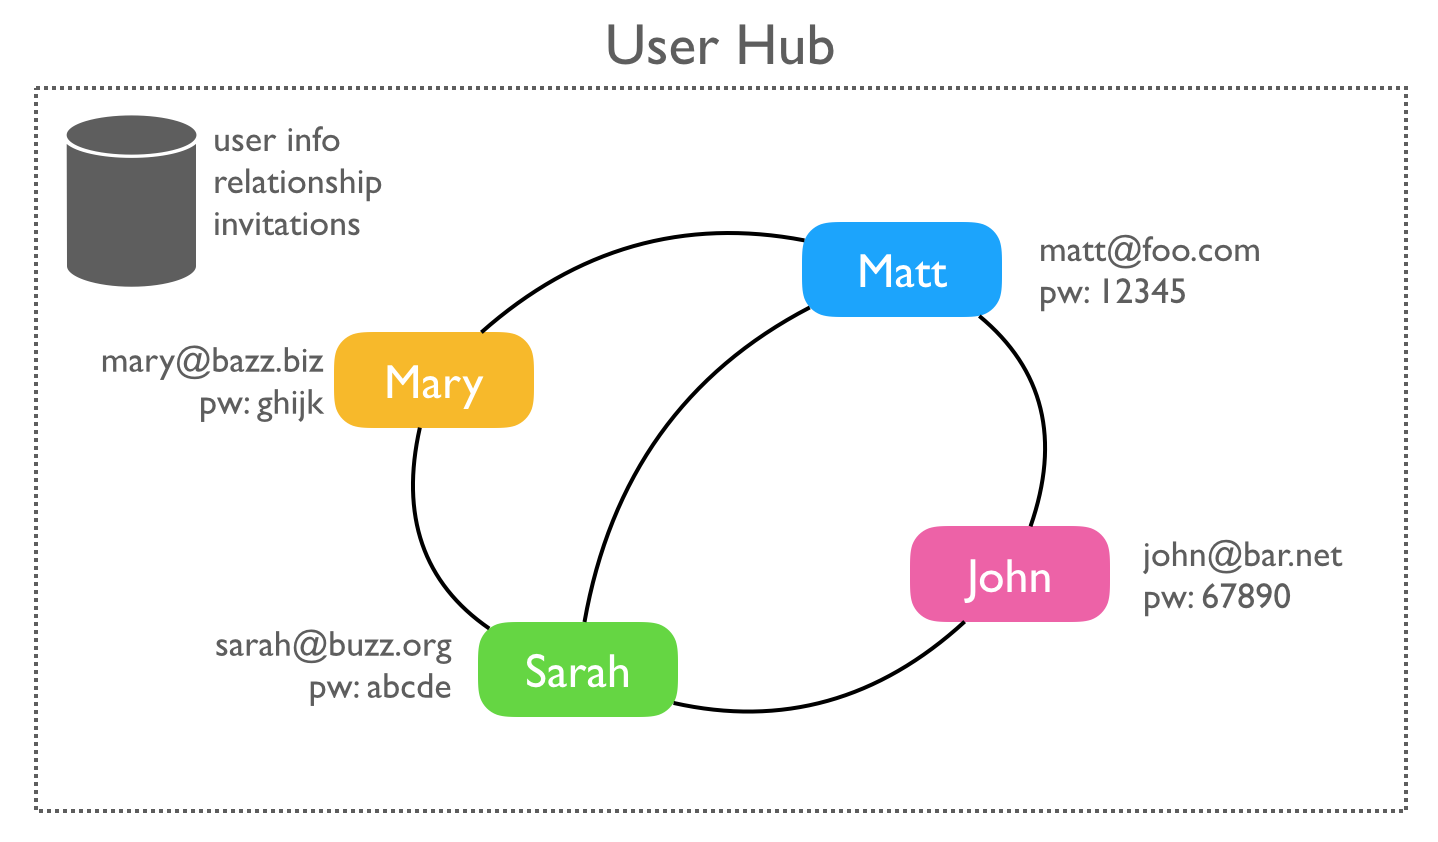 User Hub
user info
relationship
invitations
Matt
matt@foo.com
pw: 12345
mary@bazz.biz
pw: ghijk
Mary
John
john@bar.net
pw: 67890
sarah@buzz.org
pw: abcde
Sarah